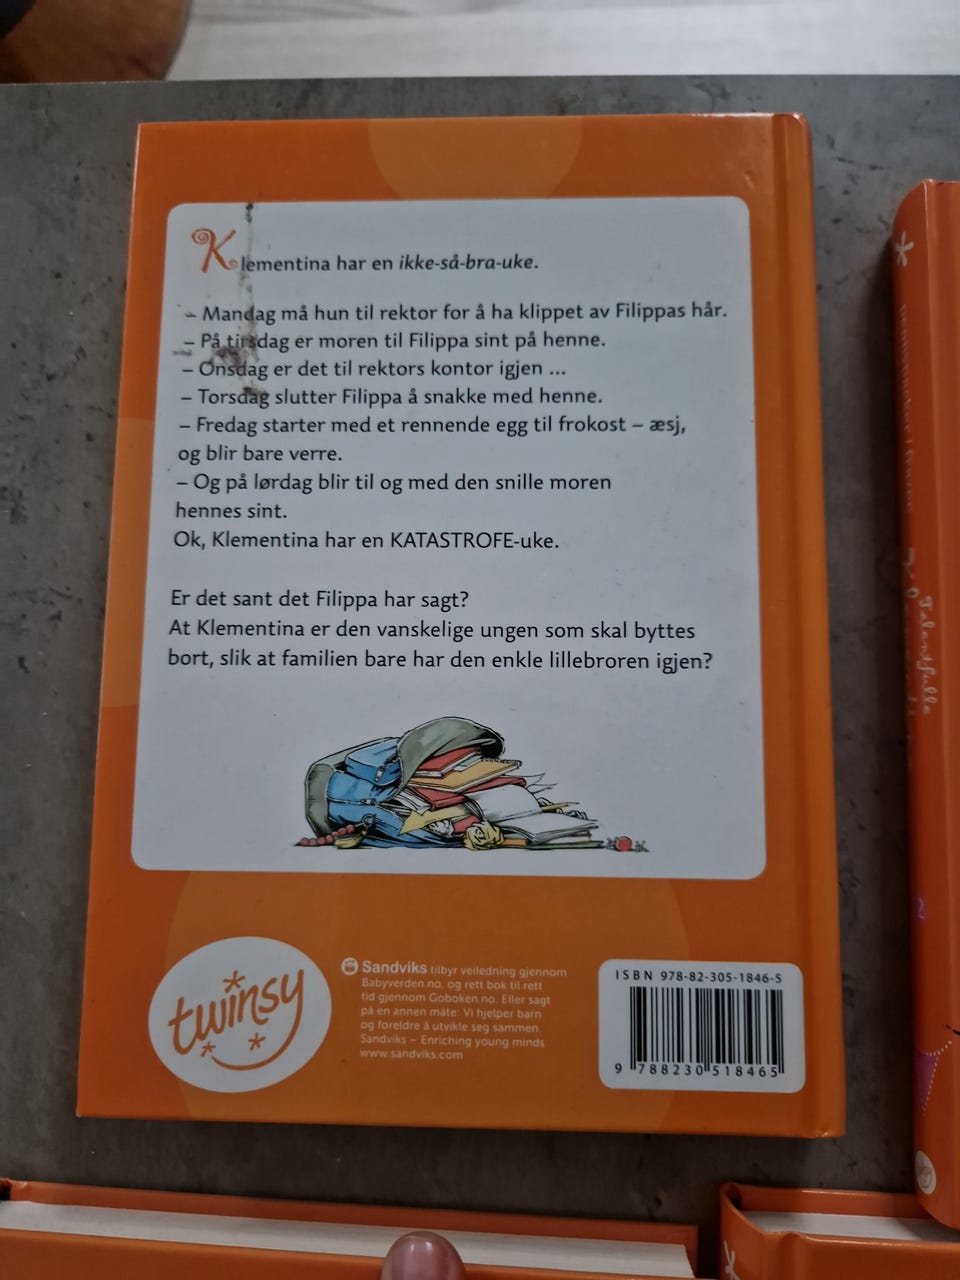 Klementina har en ikke-så-bra-uke.
– Mandag må hun til rektor for å ha klippet av Filippas hår.
– På tirsdag er moren til Filippa sint på henne.
– Onsdag er det til rektors kontor igjen ...
– Torsdag slutter Filippa å snakke med henne.
– Fredag starter med et rennende egg til frokost – æsj,
og blir bare verre.
– Og på lørdag blir til og med den snille moren
hennes sint.
Ok, Klementina har en KATASTROFE-uke.
Er det sant det Filippa har sagt?
At Klementina er den vanskelige ungen som skal byttes
bort, slik at familien bare har den enkle lillebroren igjen?
twinsy
Sandviks tilbyr veiledning gjennom
Babyverden.no, og rett bok til rett
tid gjennom Goboken.no. Eller sagt
på en annen måte: Vi hjelper barn
og foreldre å utvikle seg sammen.
Sandviks – Enriching young minds
www.sandviks.com
ISBN 978-82-305-1846-5
9 788230 518465
Talentfulle
2